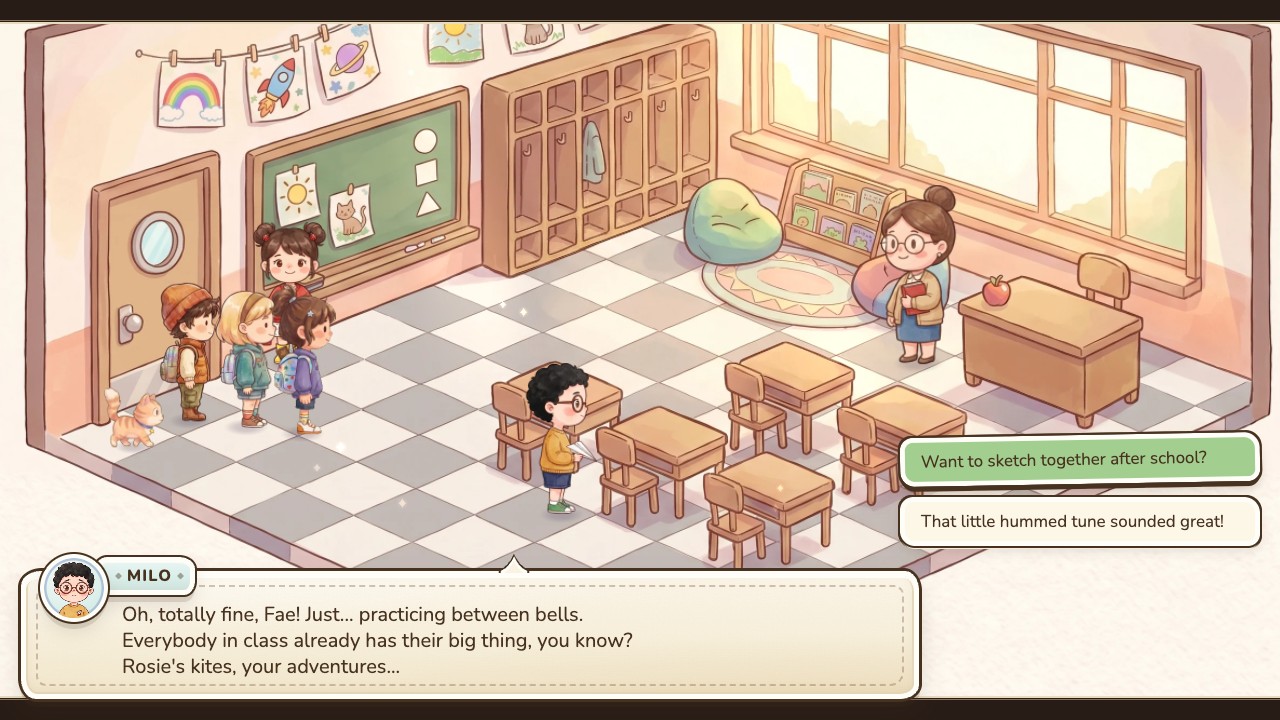 Want to sketch together after school?
That little hummed tune sounded great!
MILO
Oh, totally fine, Fae! Just... practicing between bells.
Everybody in class already has their big thing, you know?
Rosie's kites, your adventures...